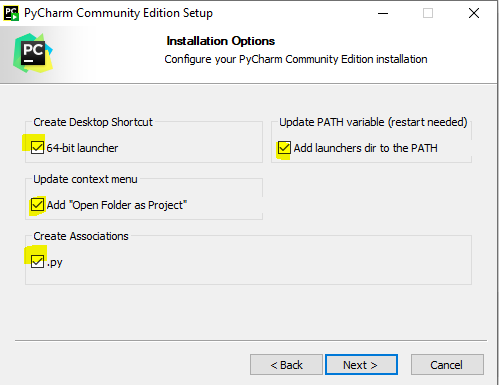 PyCharm Community Edition Setup
PC
Installation Options
Configure your PyCharm Community Edition installation
Create Desktop Shortcut
64-bit launcher
Update PATH variable (restart needed)
Add launchers dir to the PATH
Update context menu
Add "Open Folder as Project"
Create Associations
.py
< Back
Next >
Cancel